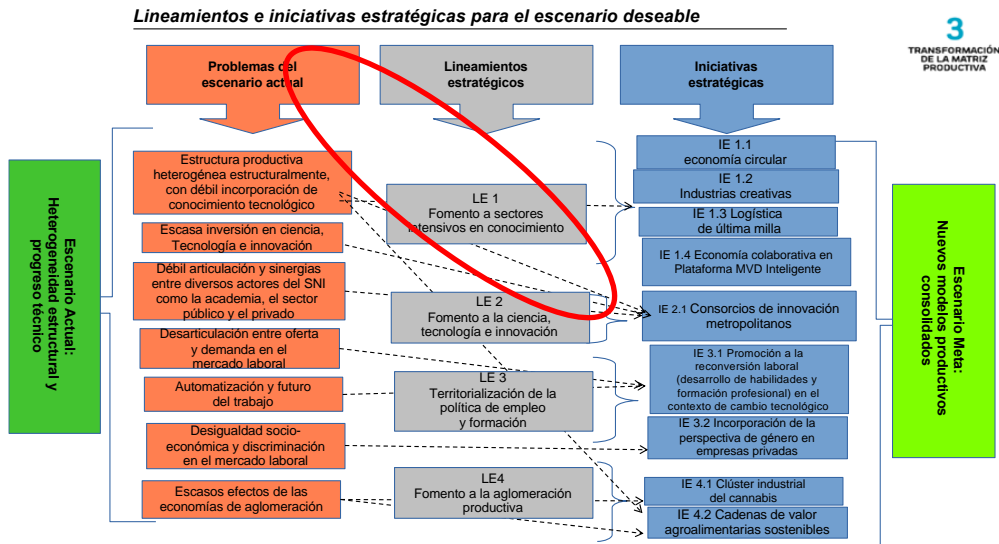 Lineamientos e iniciativas estratégicas para el escenario deseable
3
TRANSFORMACIÓN
DE LA MATRIZ
PRODUCTIVA
Problemas del
escenario actual
Lineamientos
estratégicos
Iniciativas
estratégicas
Escenario Actual:
Heterogeneidad estructural y
progreso técnico
Estructura productiva
heterogénea estructuralmente,
con débil incorporación de
conocimiento tecnológico
Escasa inversión en ciencia,
Tecnología e innovación
Débil articulación y sinergias
entre diversos actores del SNI
como la academia, el sector
público y el privado
Desarticulación entre oferta
y demanda en el
mercado laboral
Automatización y futuro
del trabajo
Desigualdad socio-
económica y discriminación
en el mercado laboral
Escasos efectos de las
economías de aglomeración
LE 1
Fomento a sectores
intensivos en conocimiento
LE 2
Fomento a la ciencia,
tecnología e innovación
LE 3
Territorialización de la
política de empleo
y formación
LE4
Fomento a la aglomeración
productiva
IE 1.1
economía circular
IE 1.2
Industrias creativas
IE 1.3 Logística
de última milla
IE 1.4 Economía colaborativa en
Plataforma MVD Inteligente
IE 2.1 Consorcios de innovación
metropolitanos
IE 3.1 Promoción a la
reconversión laboral
(desarrollo de habilidades y
formación profesional) en el
contexto de cambio tecnológico
IE 3.2 Incorporación de la
perspectiva de género en
empresas privadas
IE 4.1 Clúster industrial
del cannabis
IE 4.2 Cadenas de valor
agroalimentarias sostenibles
Escenario Meta:
Nuevos modelos productivos
consolidados